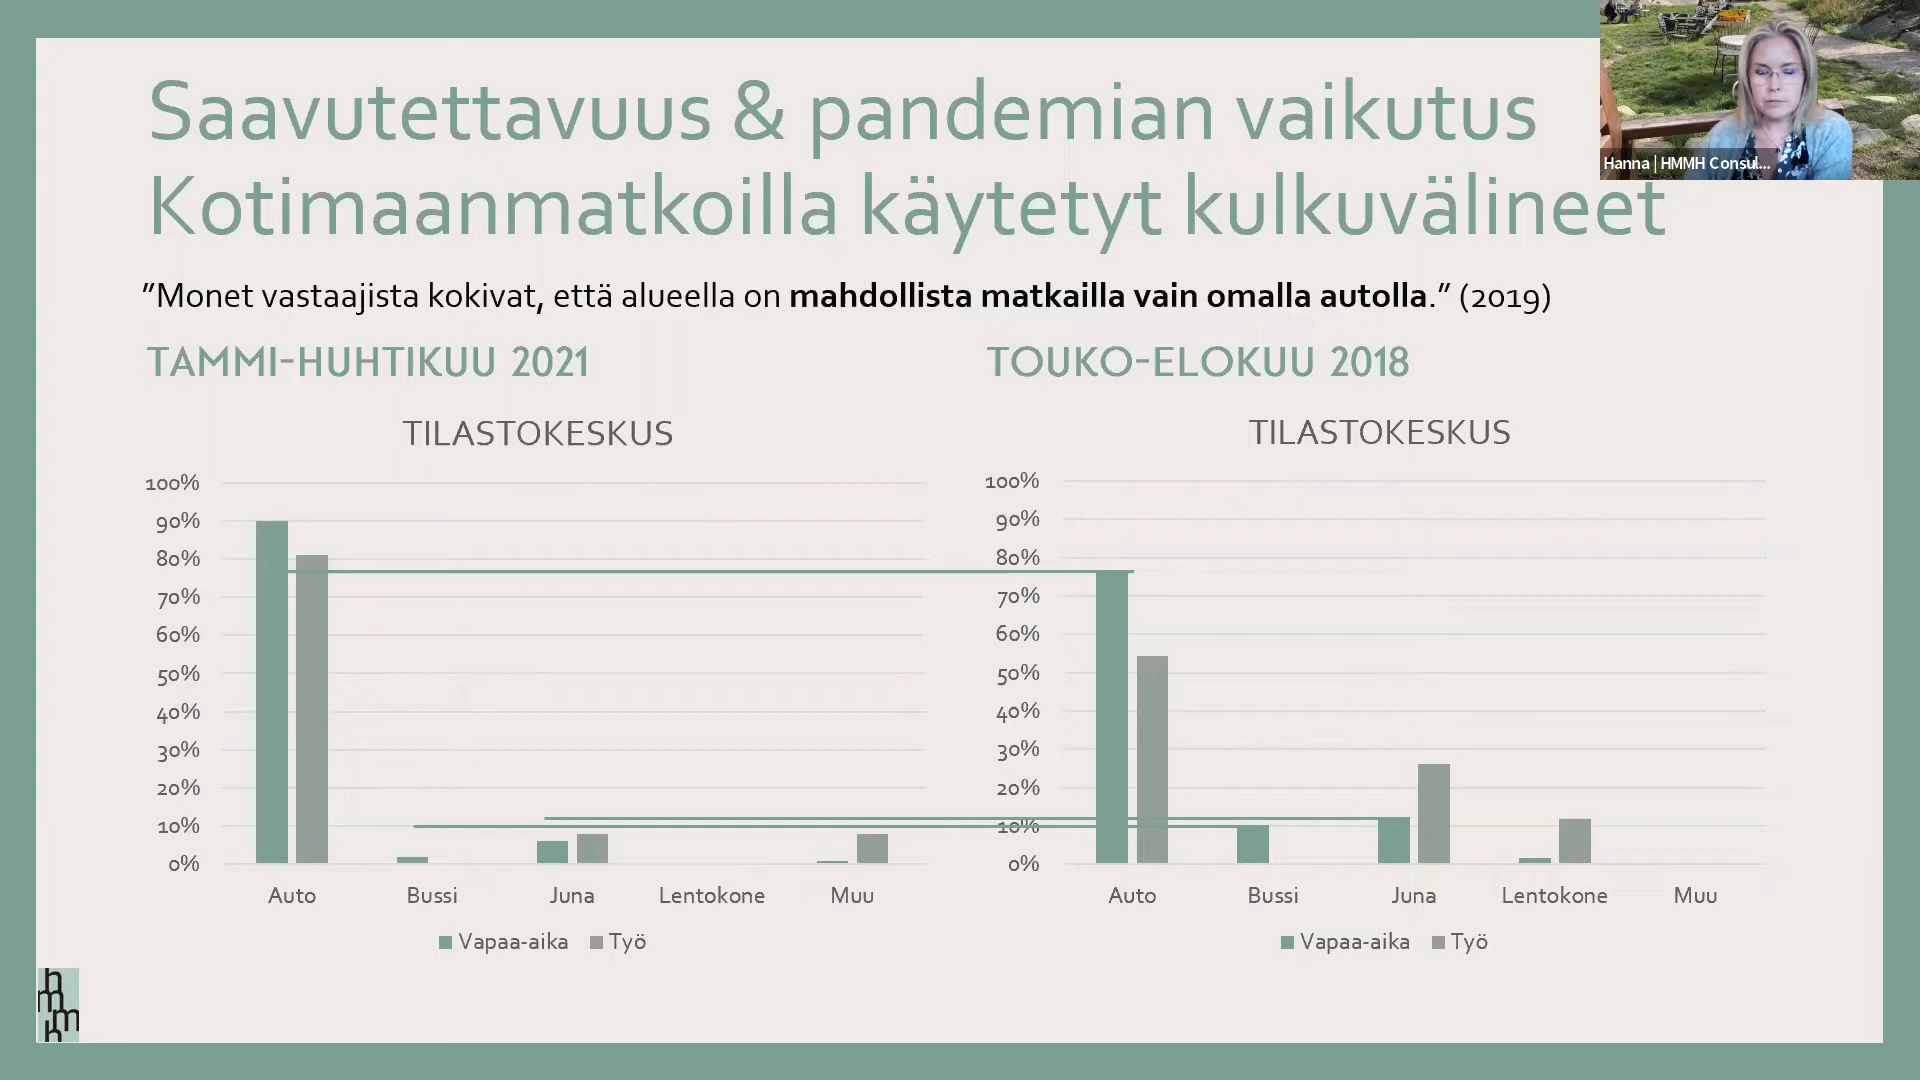 Saavutettavuus & pandemian vaikutus
Kotimaanmatkoilla käytetyt kulkuvälineet
Hanna | HMMH Consul...
”Monet vastaajista kokivat, että alueella on mahdollista matkailla vain omalla autolla.” (2019)
TAMMI-HUHTIKUU 2021
TILASTOKESKUS
100%
90%
80%
70%
60%
50%
40%
30%
20%
10%
0%
Auto Bussi Juna Lentokone Muu
Vapaa-aika Työ
TOUKO-ELOKUU 2018
TILASTOKESKUS
100%
90%
80%
70%
60%
50%
40%
30%
20%
10%
0%
Auto Bussi Juna Lentokone Muu
Vapaa-aika Työ
h
m
m
h